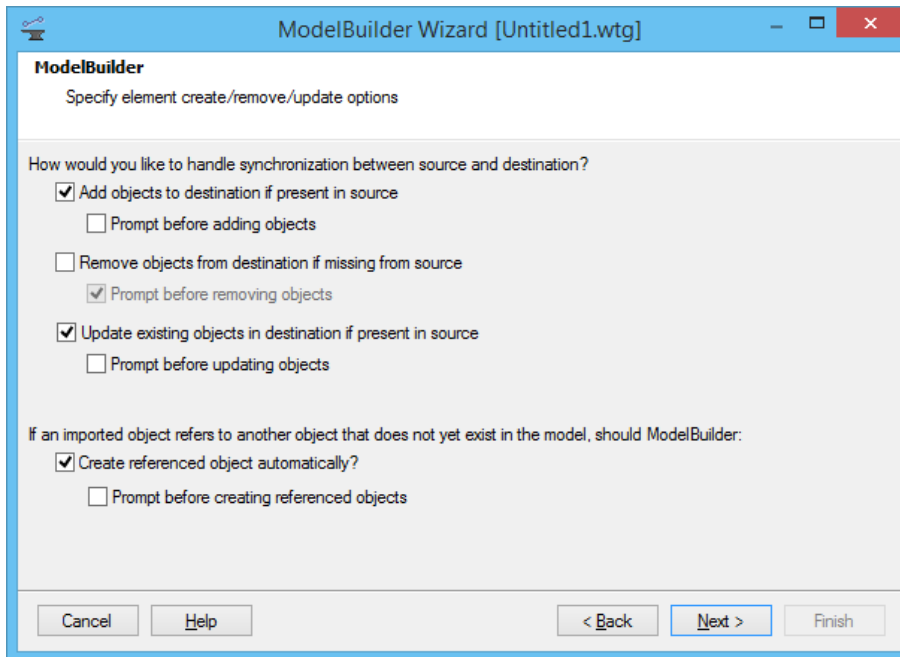 ModelBuilder Wizard [Untitled1.wtg]
ModelBuilder
Specify element create/remove/update options
How would you like to handle synchronization between source and destination?
Add objects to destination if present in source
Prompt before adding objects
Remove objects from destination if missing from source
Prompt before removing objects
Update existing objects in destination if present in source
Prompt before updating objects
If an imported object refers to another object that does not yet exist in the model, should ModelBuilder:
Create referenced object automatically?
Prompt before creating referenced objects
Cancel Help < Back Next > Finish